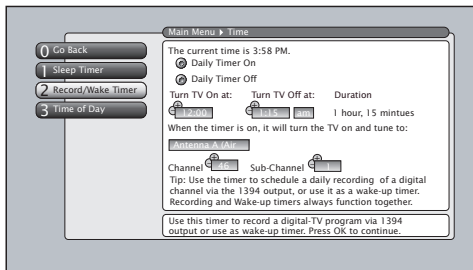 Main Menu ▸ Time
0 Go Back
1 Sleep Timer
2 Record/Wake Timer
3 Time of Day
The current time is 3:58 PM.
Daily Timer On
Daily Timer Off
Turn TV On at: Turn TV Off at: Duration
12:00 1:15 am 1 hour, 15 mintues
When the timer is on, it will turn the TV on and tune to:
Antenna A (Air
Channel 46 Sub-Channel 1
Tip: Use the timer to schedule a daily recording of a digital
channel via the 1394 output, or use it as a wake-up timer.
Recording and Wake-up timers always function together.
Use this timer to record a digital-TV program via 1394
output or use as wake-up timer. Press OK to continue.